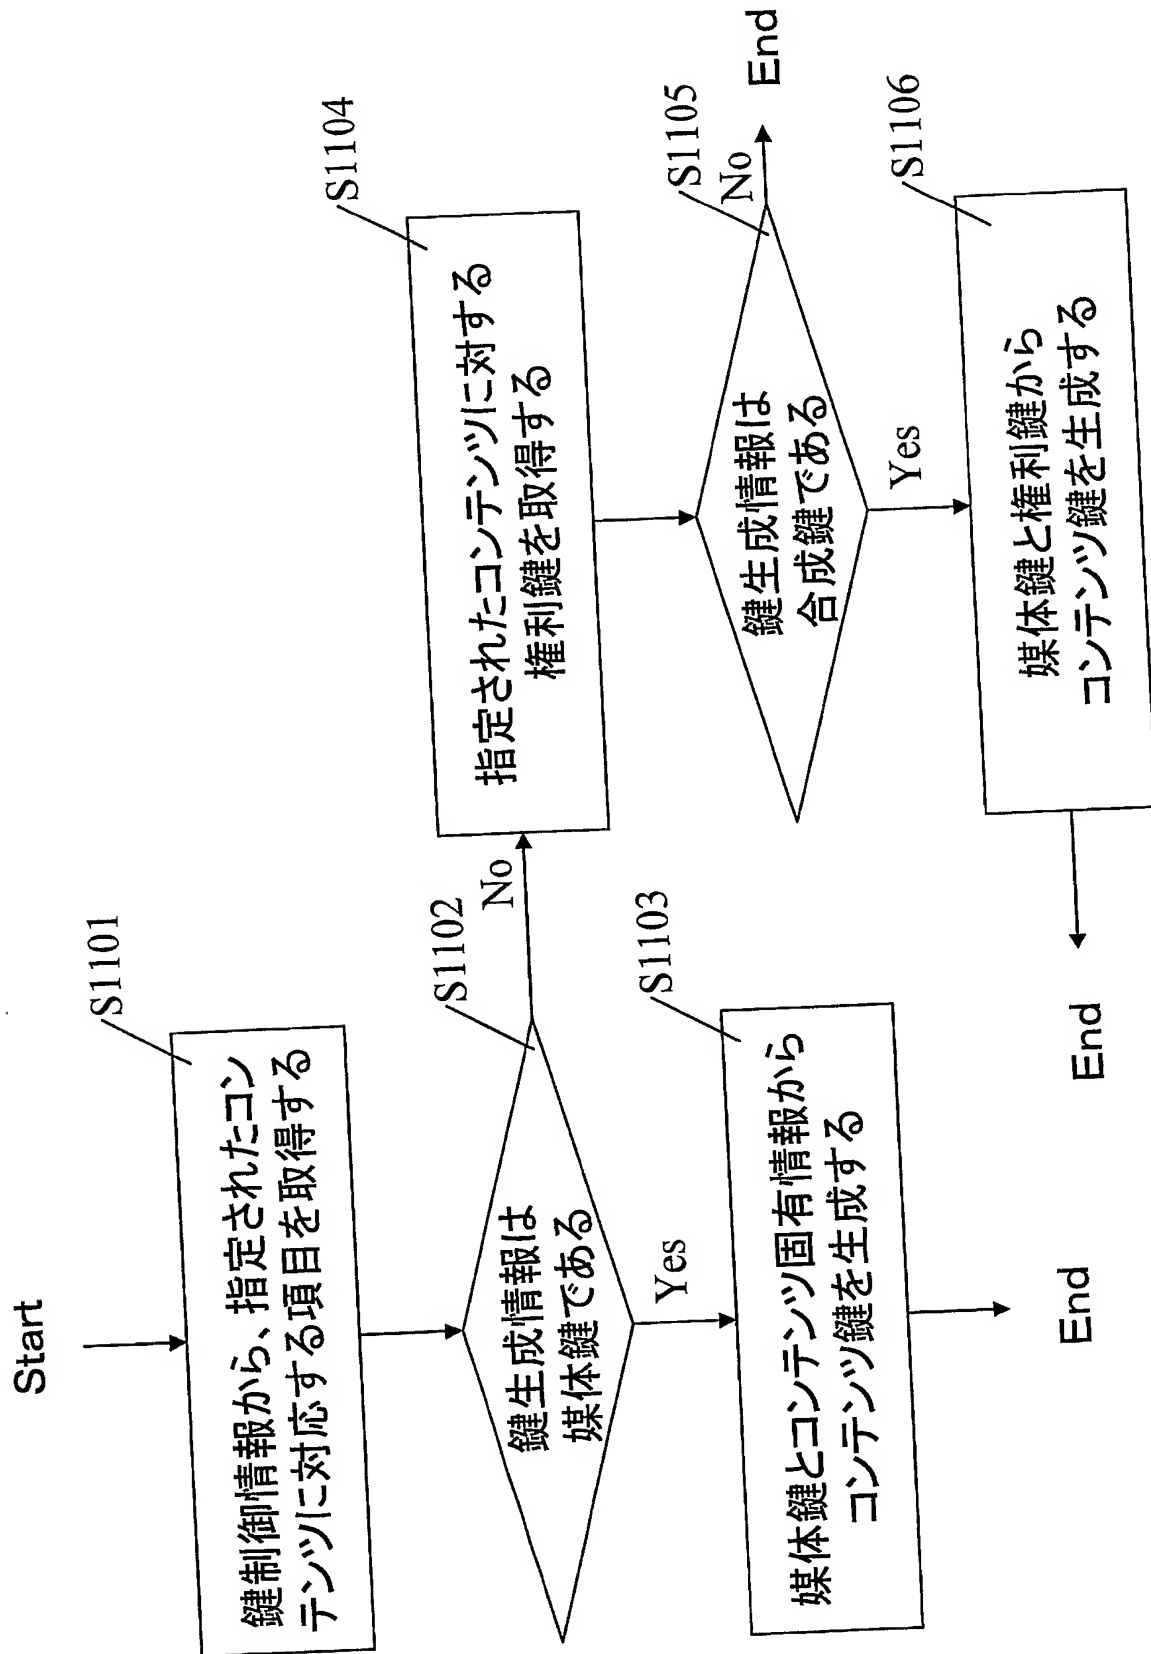 Start
S1101
鍵制御情報から、指定されたコン
テンツに対応する項目を取得する
S1102
鍵生成情報は
媒体鍵である
No
Yes
S1103
媒体鍵とコンテンツ固有情報から
コンテンツ鍵を生成する
End
S1104
指定されたコンテンツに対する
権利鍵を取得する
S1105
鍵生成情報は
合成鍵である
No
End
Yes
S1106
媒体鍵と権利鍵から
コンテンツ鍵を生成する
End